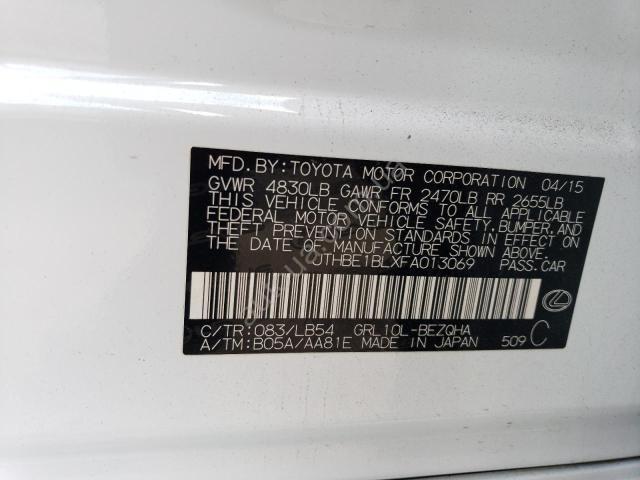 MFD.BY:TOYOTA MOTOR CORPORATION 04/15
GVWR 4830LB GAWR FR 2470LB RR 2655LB
THIS VEHICLE CONFORMS TO ALL APPLICABLE
FEDERAL MOTOR VEHICLE SAFETY, BUMPER, AND
THEFT PREVENTION STANDARDS IN EFFECT ON
THE DATE OF MANUFACTURE SHOWN ABOVE.
JTHBE1BLXFA013069 PASS.CAR
C/TR:083/LB54 GRL10L-BEZQHA
A/TM:B05A/AA81E MADE IN JAPAN 509 C